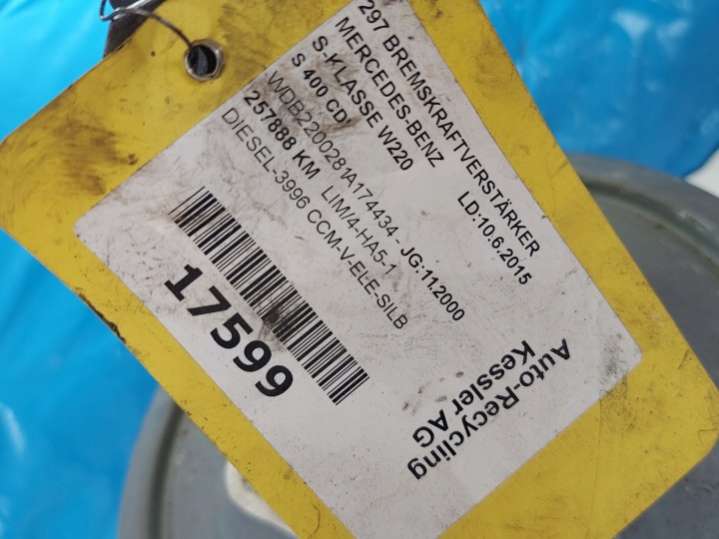 297 BREMSKRAFTVERSTÄRKER
MERCEDES-BENZ LD:10.6.2015
S-KLASSE W220
S 400 CDI
WDB2200281A174434 - JG:11.2000
257888 KM LIM/4-HA5-1
DIESEL-3996 CCM-V.ELE-SILB
17599
Auto-Recycling
Kessler AG